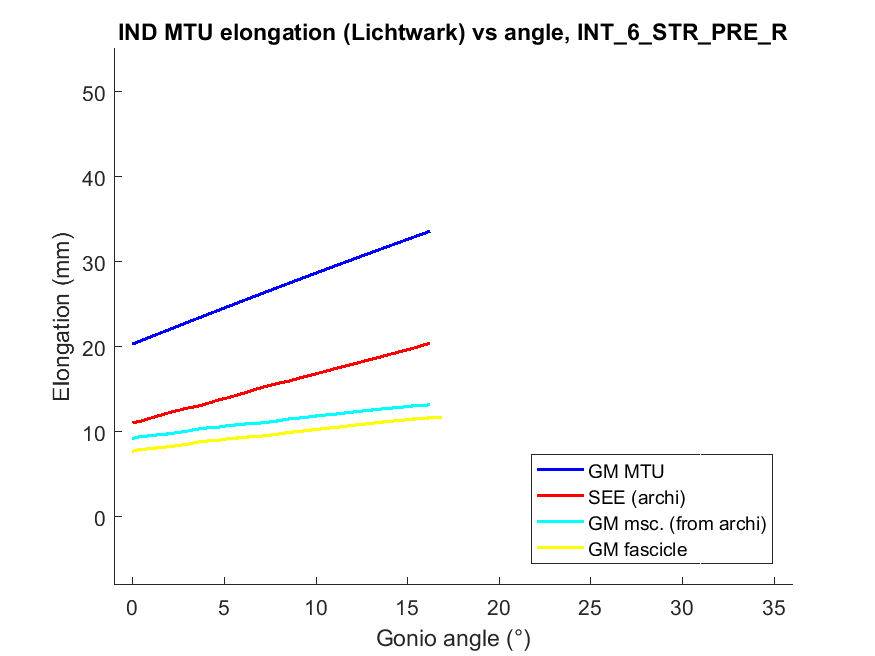 IND MTU elongation (Lichtwark) vs angle, INT_6_STR_PRE_R
50
40
30
20
10
0
Elongation (mm)
0 5 10 15 20 25 30 35
Gonio angle (°)
GM MTU
SEE (archi)
GM msc. (from archi)
GM fascicle